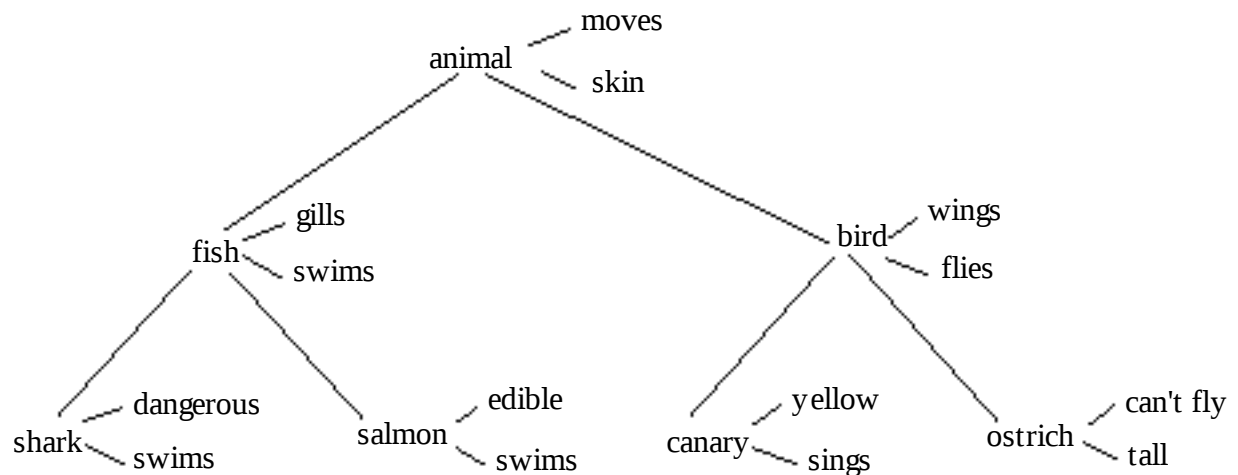 moves
animal
skin
gills
fish
swims
wings
bird
flies
dangerous
shark
swims
edible
salmon
swims
yellow
canary
sings
can't fly
ostrich
tall